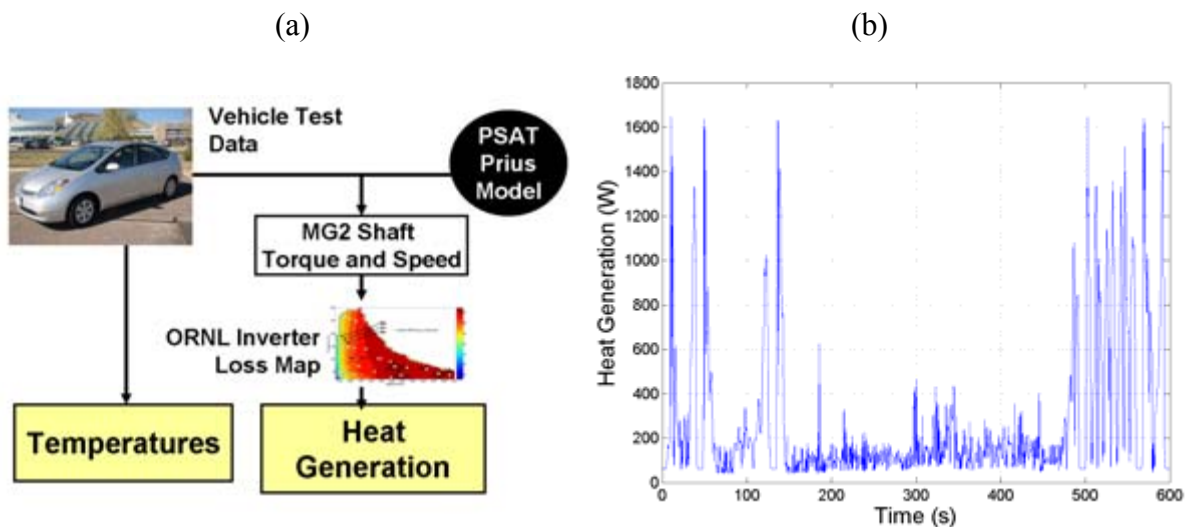 (a)
(b)
Vehicle Test
Data
PSAT
Prius
Model
MG2 Shaft
Torque and Speed
ORNL Inverter
Loss Map
Temperatures
Heat
Generation
1800
1600
1400
1200
1000
800
600
400
200
0
Heat Generation (W)
0
100
200
300
400
500
600
Time (s)